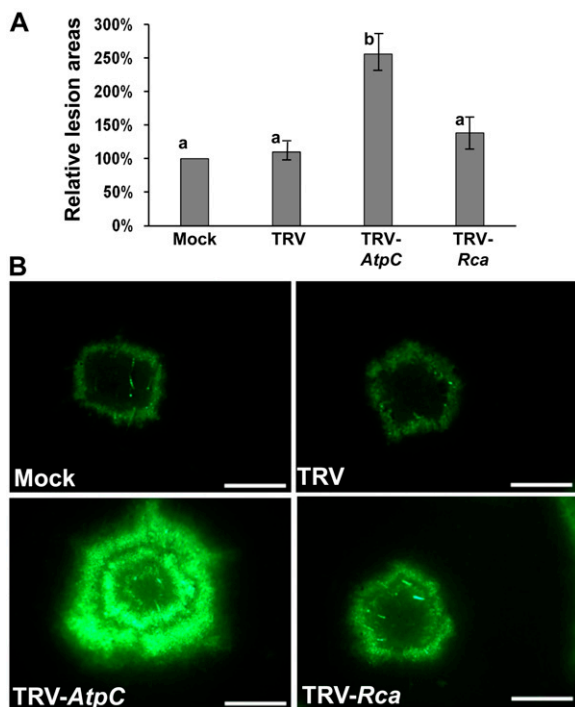 A
Relative lesion areas
300%
250%
200%
150%
100%
50%
0%
a
a
b
a
Mock
TRV
TRV-
AtpC
TRV-
Rca
B
Mock
TRV
TRV-AtpC
TRV-Rca